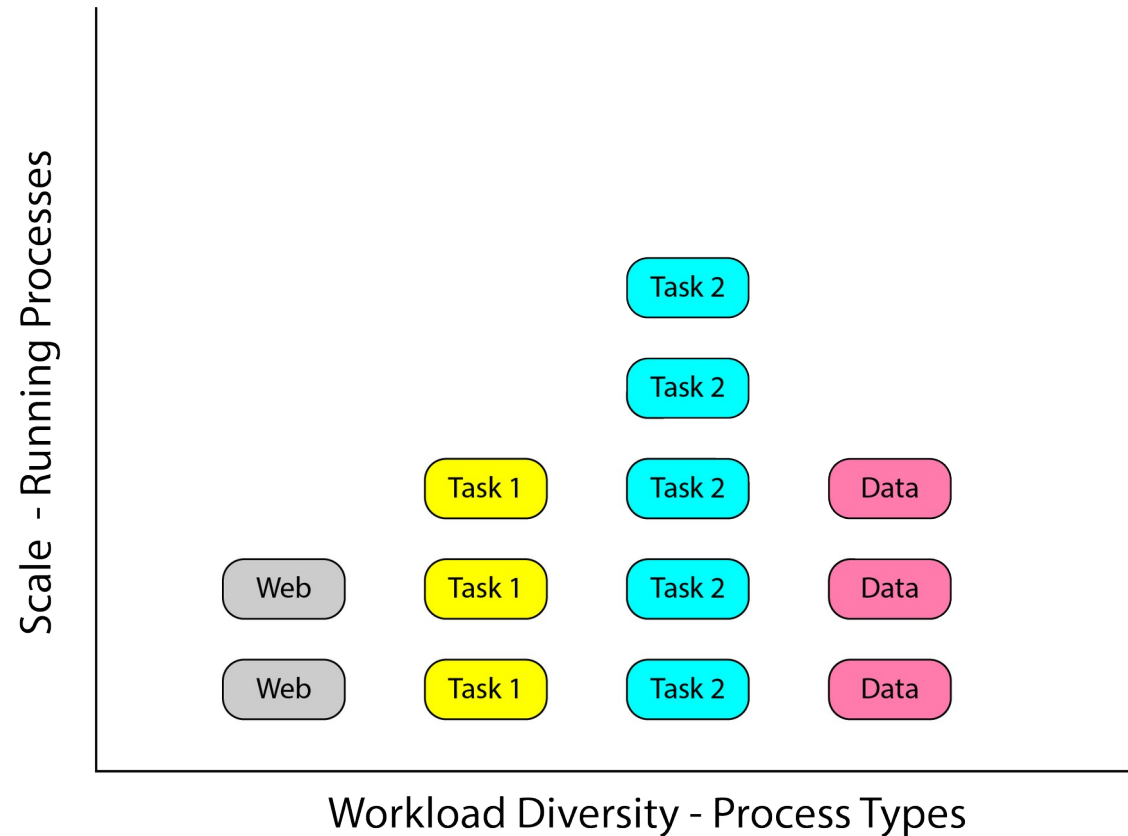 Scale - Running Processes
Task 2
Task 2
Task 1 Task 2 Data
Web Task 1 Task 2 Data
Web Task 1 Task 2 Data
Workload Diversity - Process Types